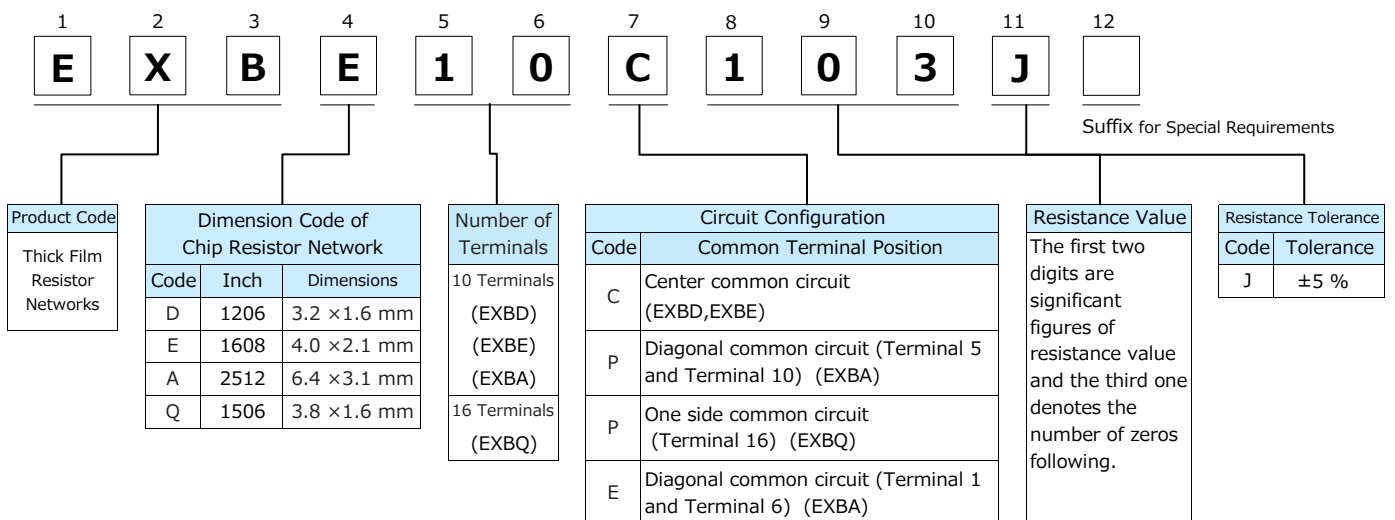 1 2 3 4 5 6 7 8 9 10 11 12
E X B E 1 0 C 1 0 3 J
Suffix for Special Requirements
Product Code
Thick Film
Resistor
Networks
Dimension Code of
Chip Resistor Network
Code Inch Dimensions
D 1206 3.2 ×1.6 mm
E 1608 4.0 ×2.1 mm
A 2512 6.4 ×3.1 mm
Q 1506 3.8 ×1.6 mm
Number of
Terminals
10 Terminals
(EXBD)
(EXBE)
(EXBA)
16 Terminals
(EXBQ)
Circuit Configuration
Code Common Terminal Position
C Center common circuit
(EXBD,EXBE)
P Diagonal common circuit (Terminal 5
and Terminal 10) (EXBA)
P One side common circuit
(Terminal 16) (EXBQ)
E Diagonal common circuit (Terminal 1
and Terminal 6) (EXBA)
Resistance Value
The first two
digits are
significant
figures of
resistance value
and the third one
denotes the
number of zeros
following.
Resistance Tolerance
Code Tolerance
J ±5 %